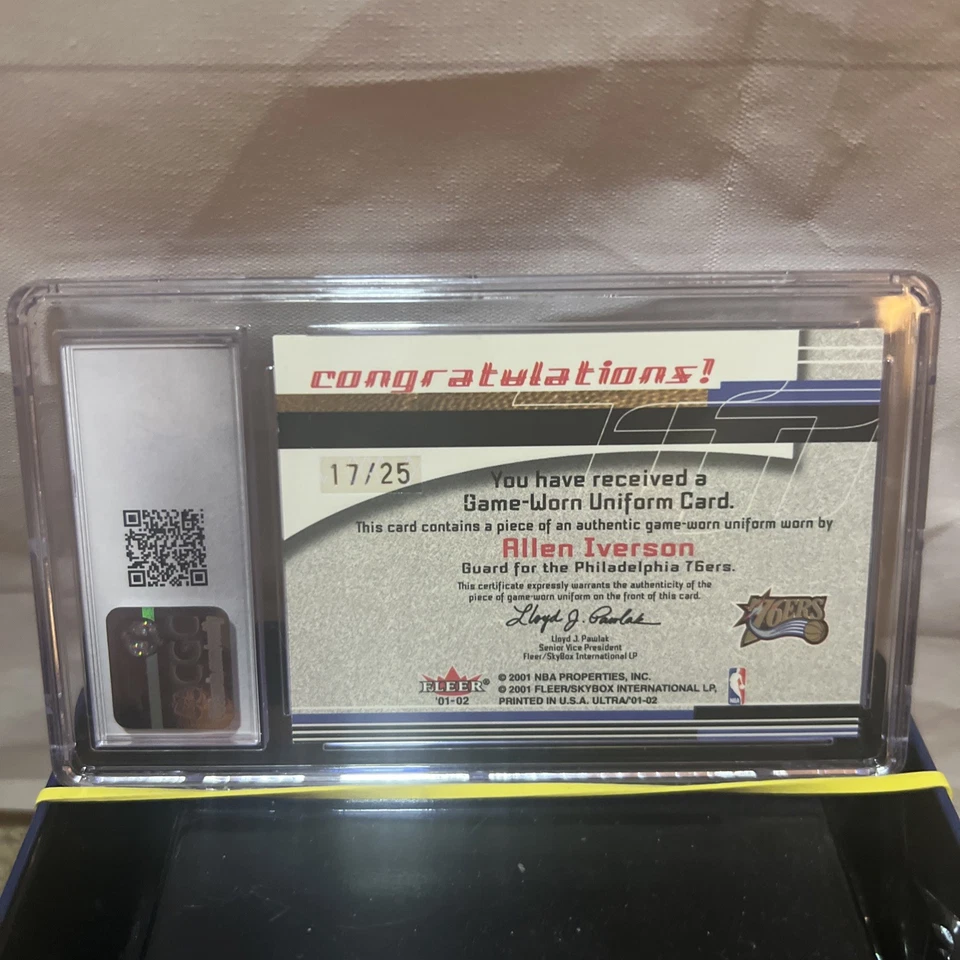 congratulations!
17/25
You have received a
Game-Worn Uniform Card.
This card contains a piece of an authentic game-worn uniform worn by
Allen Iverson
Guard for the Philadelphia 76ers.
This certificate expressly warrants the authenticity of the
piece of game-worn uniform on the front of this card.
Lloyd J. Pawlak
Lloyd J. Pawlak
Senior Vice President
Fleer/SkyBox International LP
76ERS
FLEER®
'01-02
© 2001 NBA PROPERTIES, INC.
© 2001 FLEER/SKYBOX INTERNATIONAL LP,
PRINTED IN U.S.A. ULTRA/'01-02
NBA